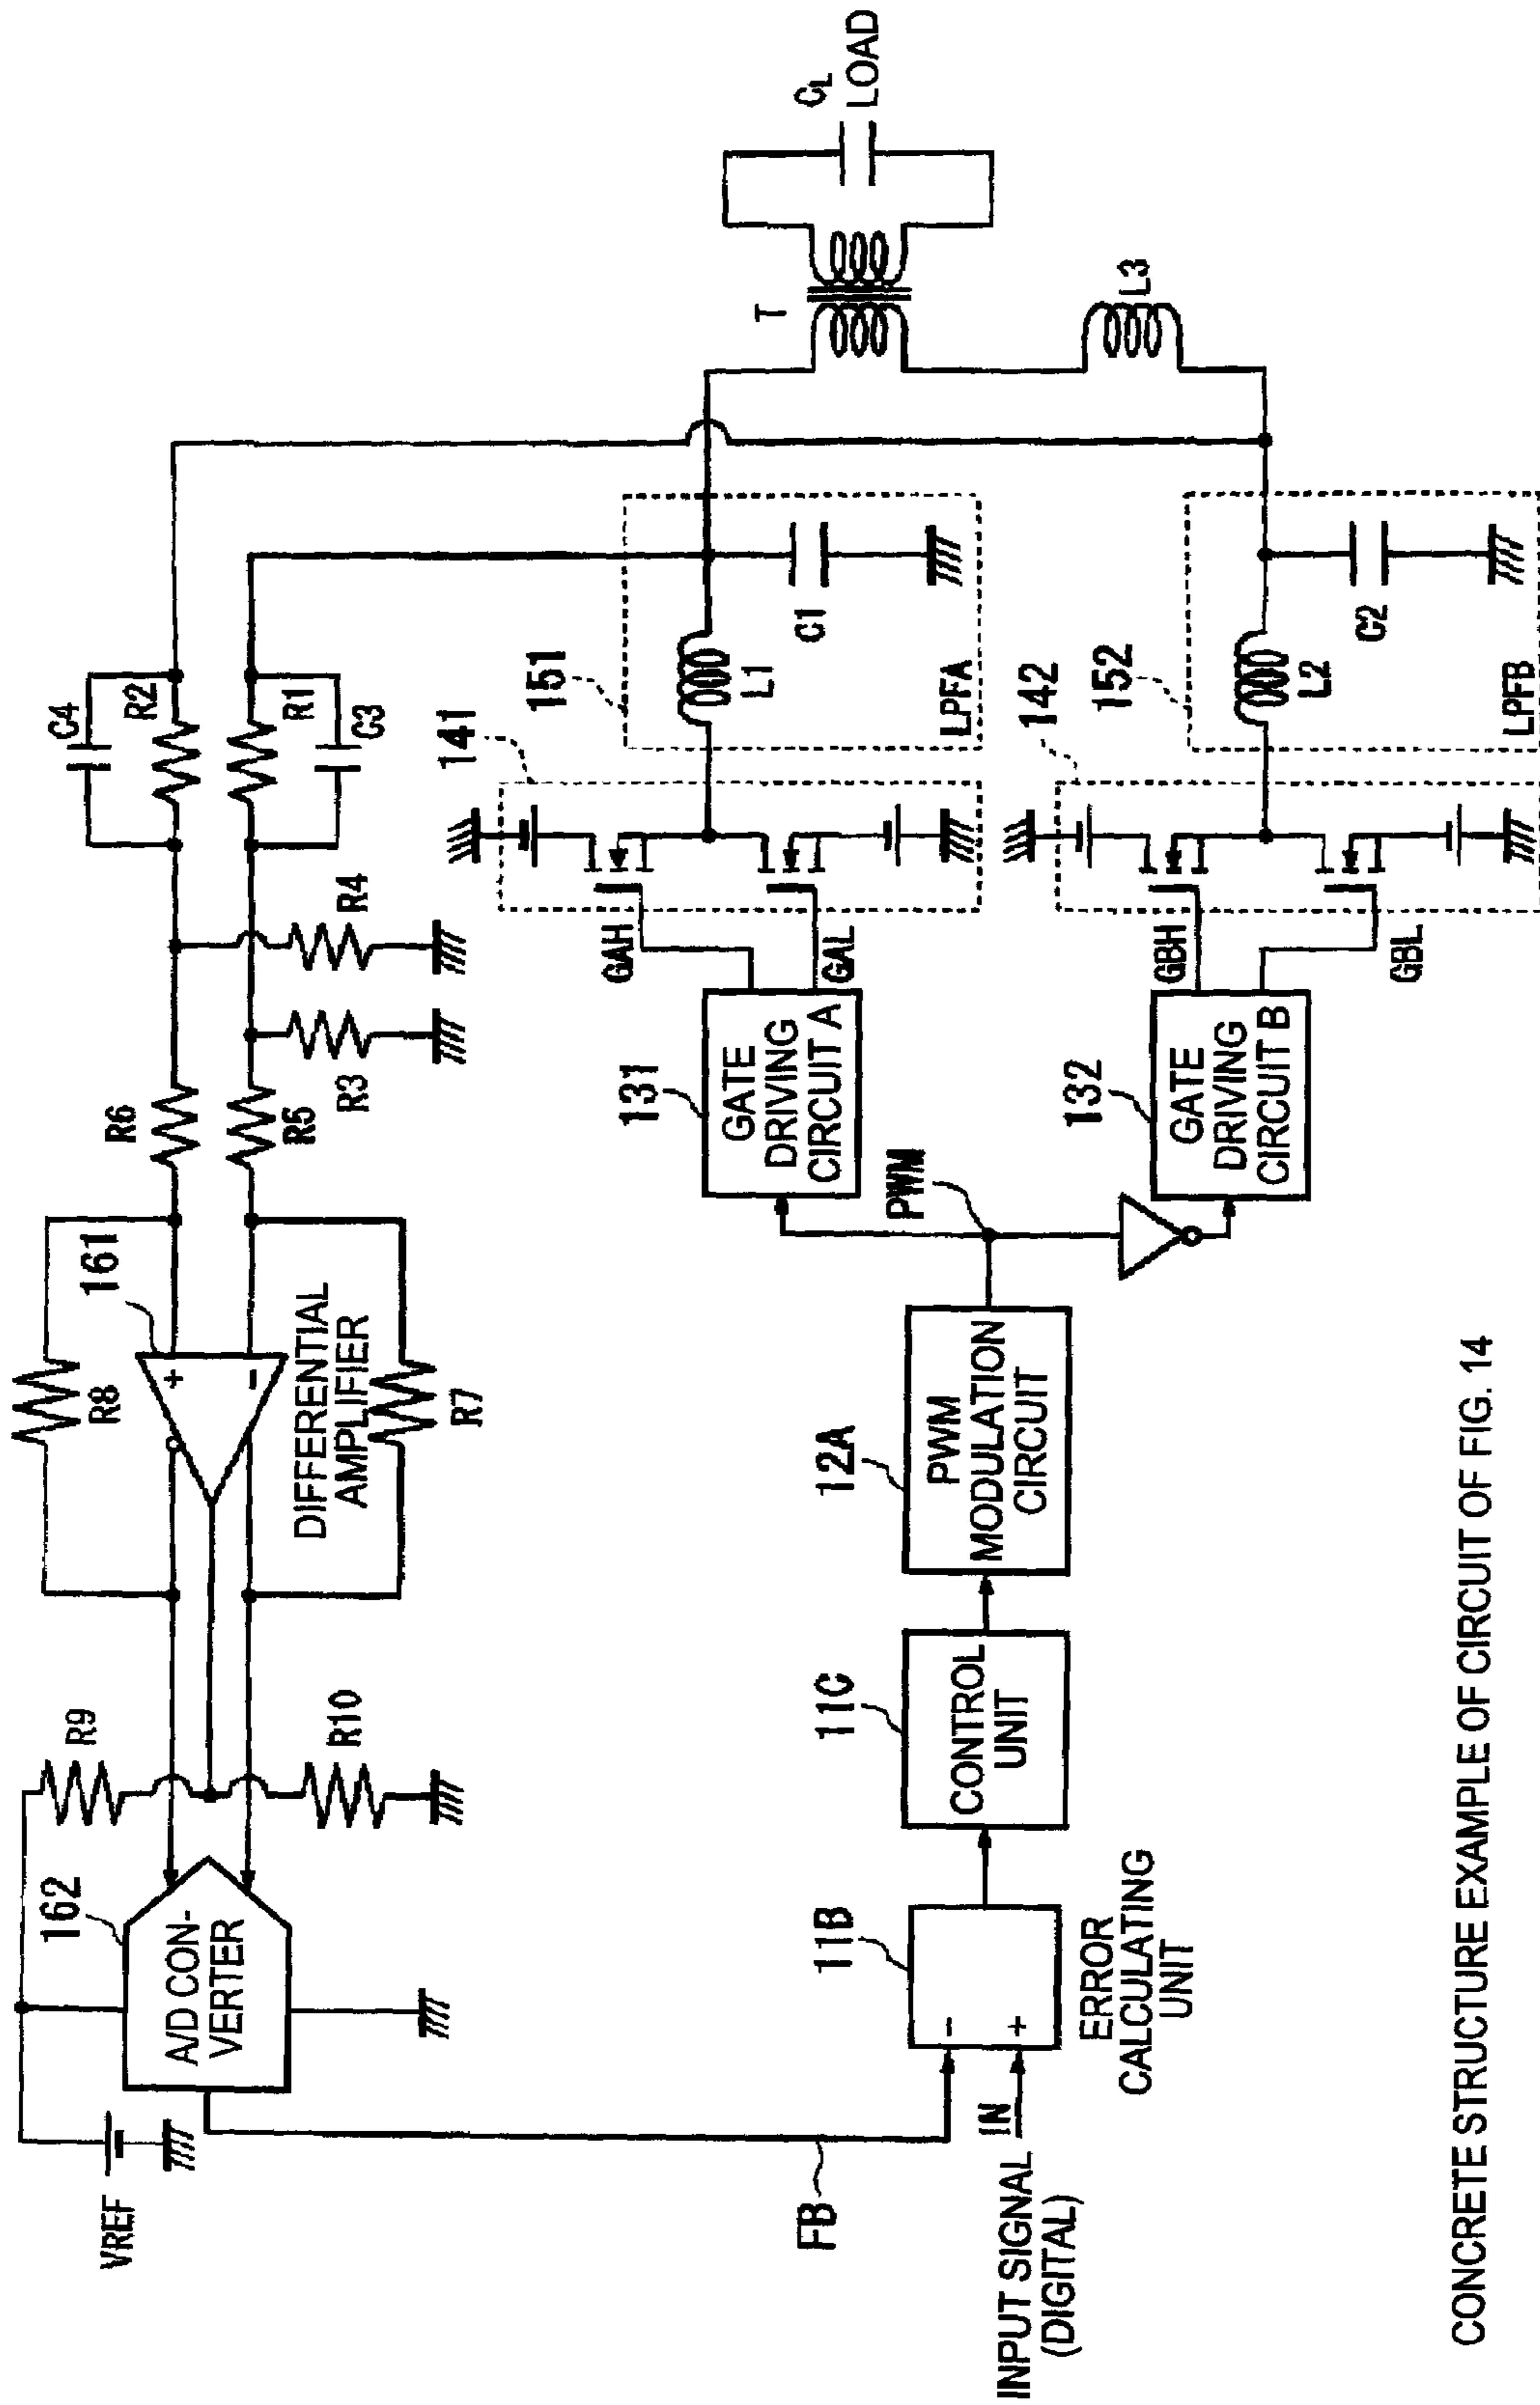 VREF
162
A/D CON-
VERTER
R9
R10
R8
161
+
-
DIFFERENTIAL
AMPLIFIER
R7
R6
R5
R3
R4
C4
R2
R1
C3
FB
INPUT SIGNAL
(DIGITAL)
IN
-
+
11B
ERROR
CALCULATING
UNIT
11C
CONTROL
UNIT
12A
PWM
MODULATION
CIRCUIT
PWM
131
GATE
DRIVING
CIRCUIT A
GAH
GAL
132
GATE
DRIVING
CIRCUIT B
GBH
GBL
141
142
151
L1
C1
LPFA
152
L2
C2
LPFB
T
L3
CL
LOAD
CONCRETE STRUCTURE EXAMPLE OF CIRCUIT OF FIG. 14